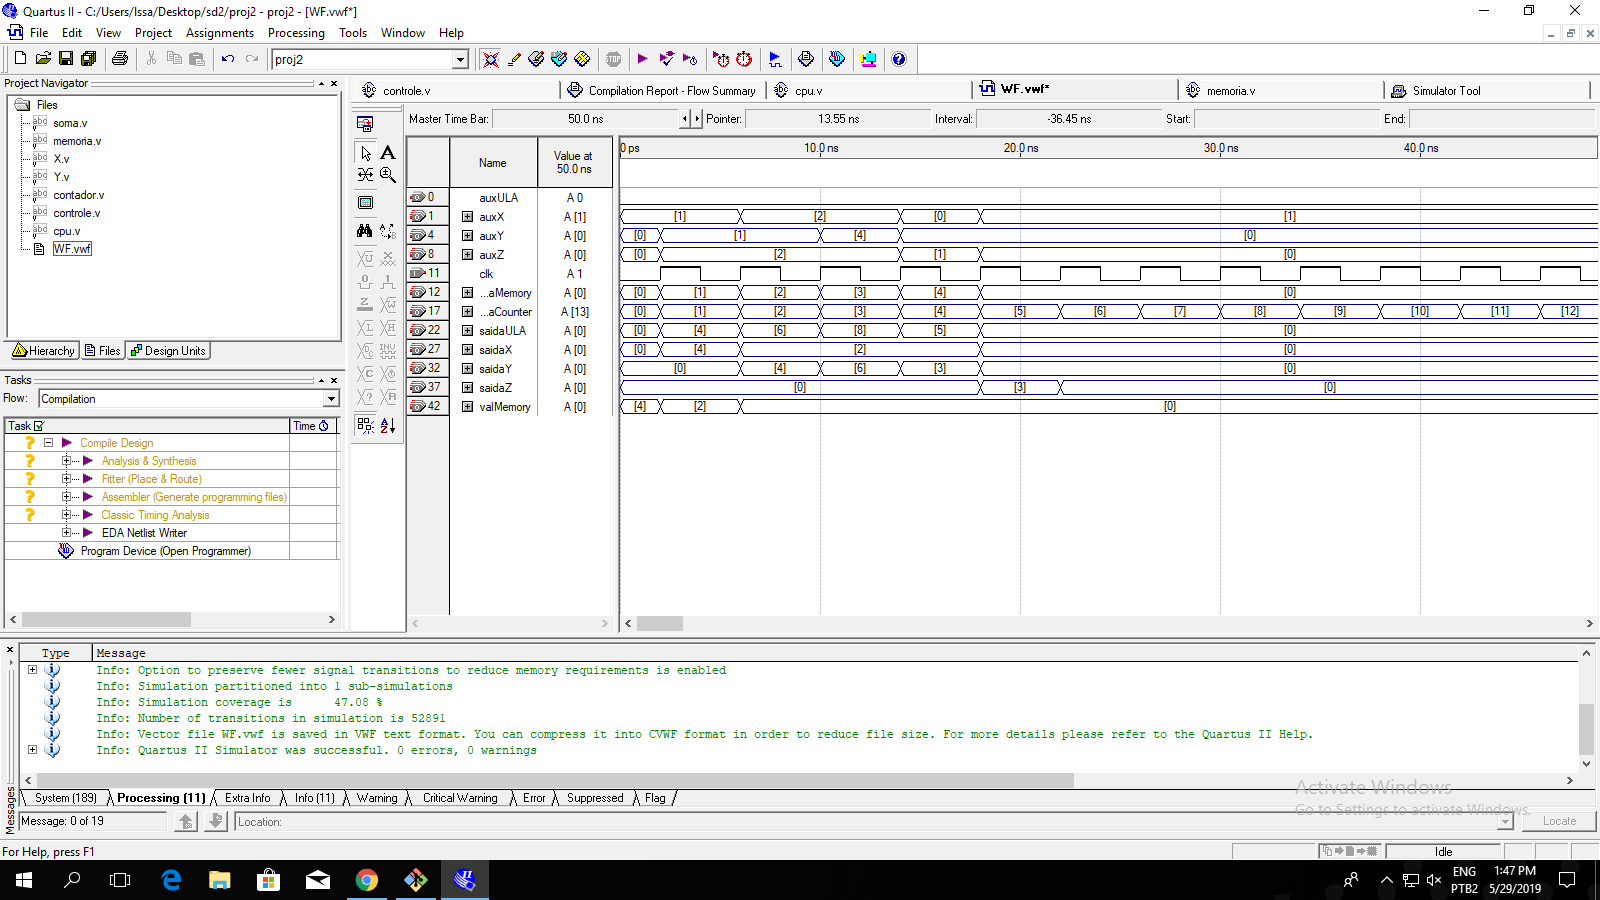 Quartus II - C:/Users/Issa/Desktop/sd2/proj2 - proj2 - [WF.vwf*]
File Edit View Project Assignments Processing Tools Window Help
proj2
Project Navigator
Files
soma.v
memoria.v
X.v
Y.v
contador.v
controle.v
cpu.v
WF.vwf
Hierarchy Files Design Units
Tasks
Flow: Compilation
Task Time
Compile Design
Analysis & Synthesis
Fitter (Place & Route)
Assembler (Generate programming files)
Classic Timing Analysis
EDA Netlist Writer
Program Device (Open Programmer)
controle.v Compilation Report - Flow Summary cpu.v WF.vwf* memoria.v Simulator Tool
Master Time Bar: 50.0 ns Pointer: 13.55 ns Interval: -36.45 ns Start: End:
Name Value at 50.0 ns 0 ps 10.0 ns 20.0 ns 30.0 ns 40.0 ns
0 auxULA A 0
1 auxX A [1] [1] [2] [0] [1]
4 auxY A [0] [0] [1] [4] [0]
8 auxZ A [0] [0] [2] [1] [0]
11 clk A 1
12 ...aMemory A [0] [0] [1] [2] [3] [4] [0]
17 ...aCounter A [13] [0] [1] [2] [3] [4] [5] [6] [7] [8] [9] [10] [11] [12]
22 saidaULA A [0] [0] [4] [6] [8] [5] [0]
27 saidaX A [0] [0] [4] [2] [0]
32 saidaY A [0] [0] [4] [6] [3] [0]
37 saidaZ A [0] [0] [3] [0]
42 valMemory A [0] [4] [2] [0]
Type Message
Info: Option to preserve fewer signal transitions to reduce memory requirements is enabled
Info: Simulation partitioned into 1 sub-simulations
Info: Simulation coverage is 47.08 %
Info: Number of transitions in simulation is 52891
Info: Vector file WF.vwf is saved in VWF text format. You can compress it into CVWF format in order to reduce file size. For more details please refer to the Quartus II Help.
Info: Quartus II Simulator was successful. 0 errors, 0 warnings
Activate Windows
Go to Settings to activate Windows.
System (189) Processing (11) Extra Info Info (11) Warning Critical Warning Error Suppressed Flag
Messages
Message: 0 of 19 Location: Locate
For Help, press F1 Idle
ENG 1:47 PM
PTB2 5/29/2019